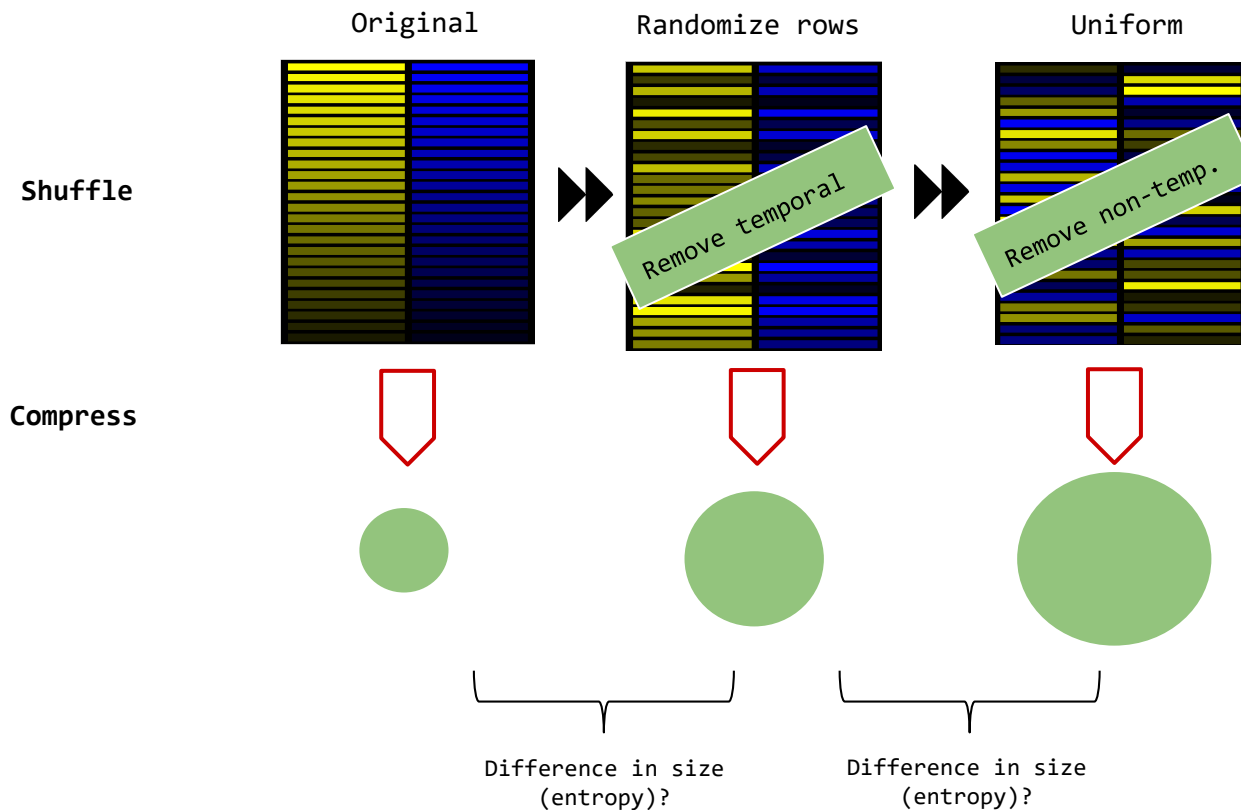 Original
Randomize rows
Uniform
Shuffle
Remove temporal
Remove non-temp.
Compress
Difference in size
(entropy)?
Difference in size
(entropy)?